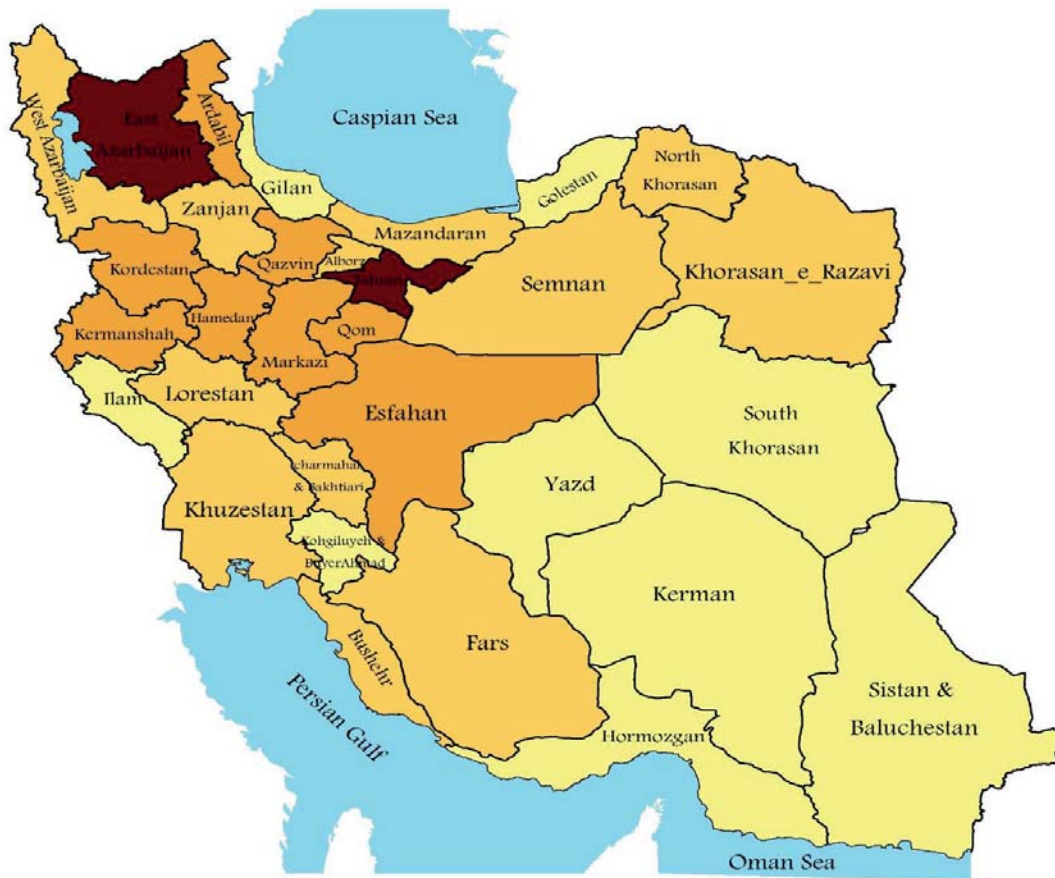 Caspian Sea
West Azarbaijan
East
Azarbaijan
Ardabil
Gilan
Golestan
North
Khorasan
Zanjan
Mazandaran
Kordestan
Qazvin
Alborz
Semnan
Khorasan_e_Razavi
Kermanshah
Hamedan
Qom
Markazi
Ilam
Lorestan
Esfahan
South
Khorasan
charmahal
& Bakhtiari
Yazd
Khuzestan
Kohgiluyeh &
BuyerAhmad
Kerman
Fars
Bushehr
Persian Gulf
Sistan &
Baluchestan
Hormozgan
Oman Sea